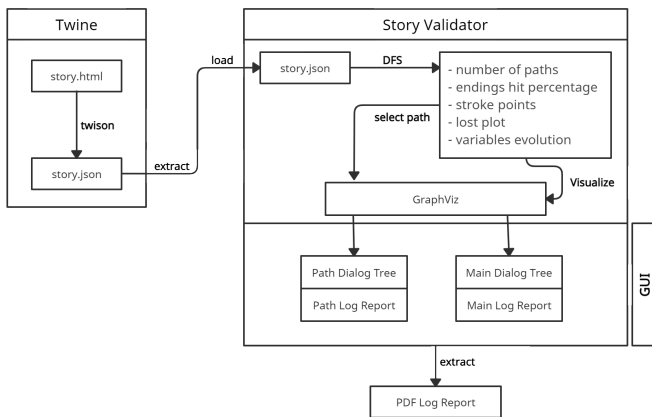 Twine
Story Validator
story.html
twison
story.json
extract
load
story.json
DFS
- number of paths
- endings hit percentage
- stroke points
- lost plot
- variables evolution
select path
Visualize
GraphViz
Path Dialog Tree
Path Log Report
Main Dialog Tree
Main Log Report
GUI
extract
PDF Log Report